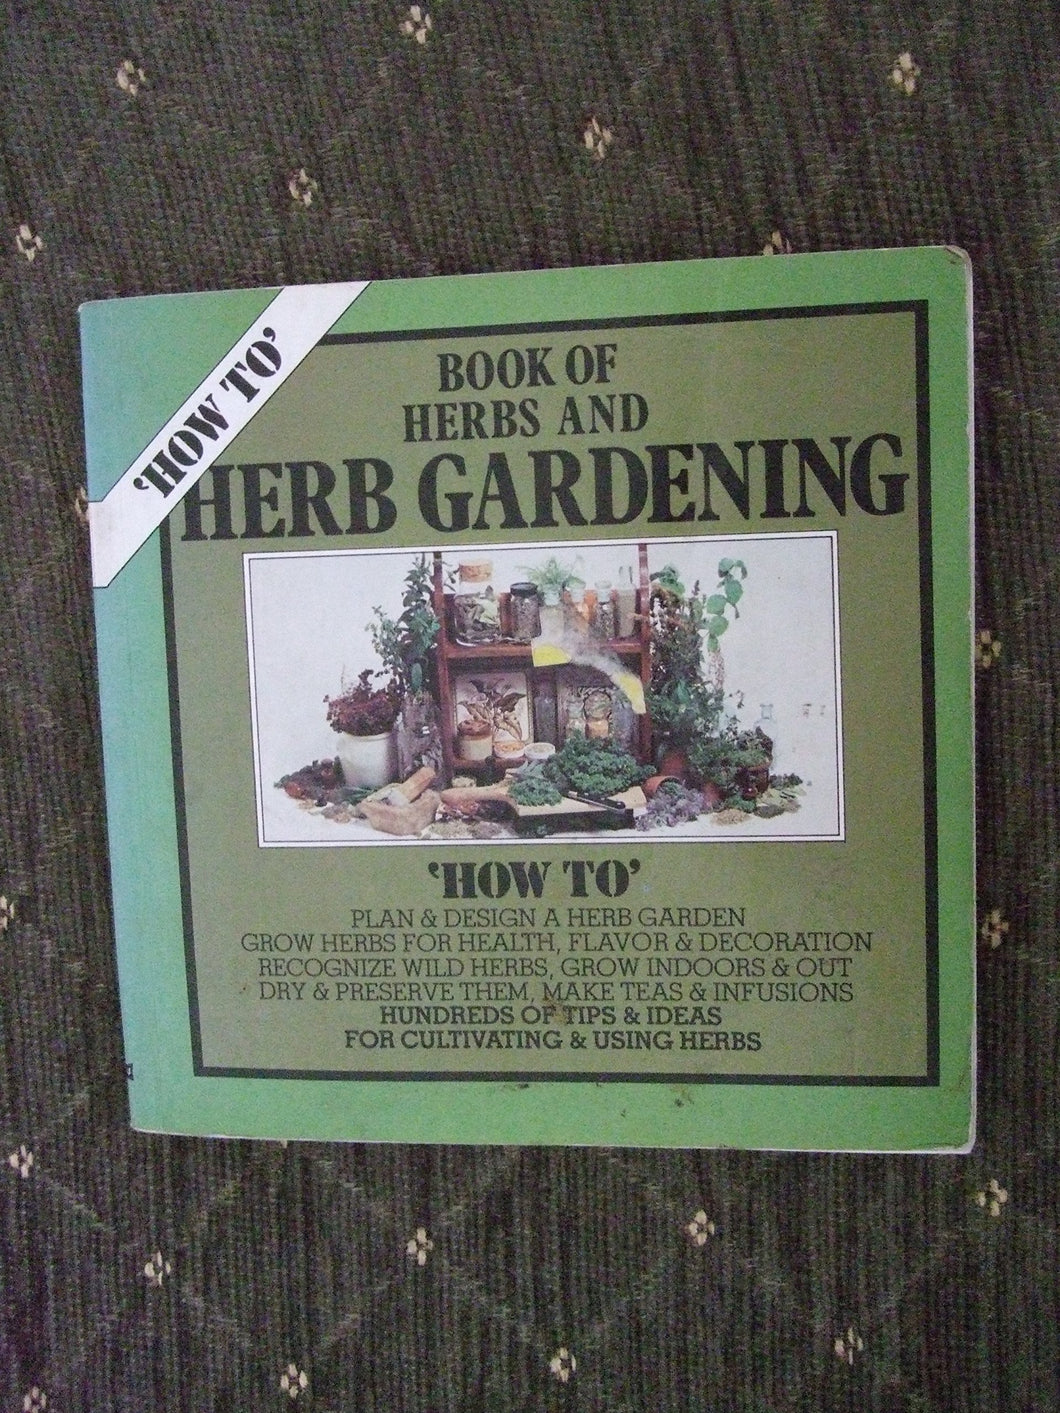 'HOW TO'
BOOK OF
HERBS AND
HERB GARDENING
'HOW TO'
PLAN & DESIGN A HERB GARDEN
GROW HERBS FOR HEALTH, FLAVOR & DECORATION
RECOGNIZE WILD HERBS, GROW INDOORS & OUT
DRY & PRESERVE THEM, MAKE TEAS & INFUSIONS
HUNDREDS OF TIPS & IDEAS
FOR CULTIVATING & USING HERBS